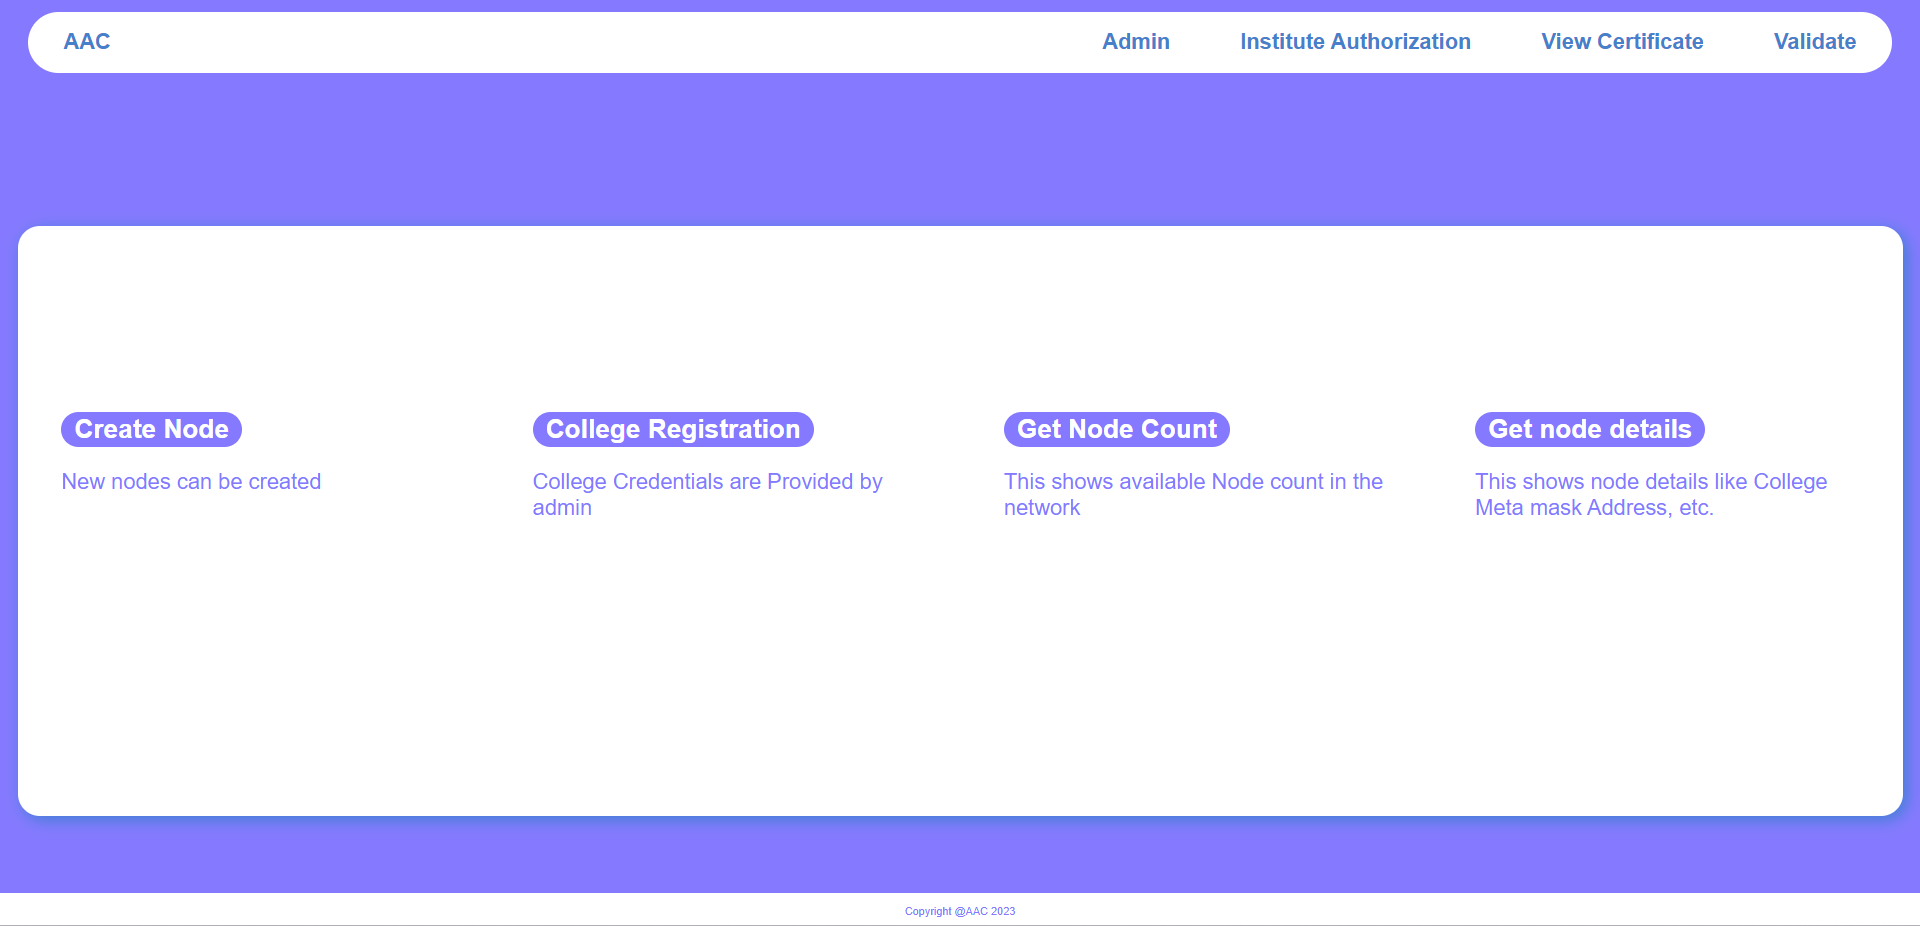 AAC
Admin
Institute Authorization
View Certificate
Validate
Create Node
New nodes can be created
College Registration
College Credentials are Provided by
admin
Get Node Count
This shows available Node count in the
network
Get node details
This shows node details like College
Meta mask Address, etc.
Copyright @AAC 2023